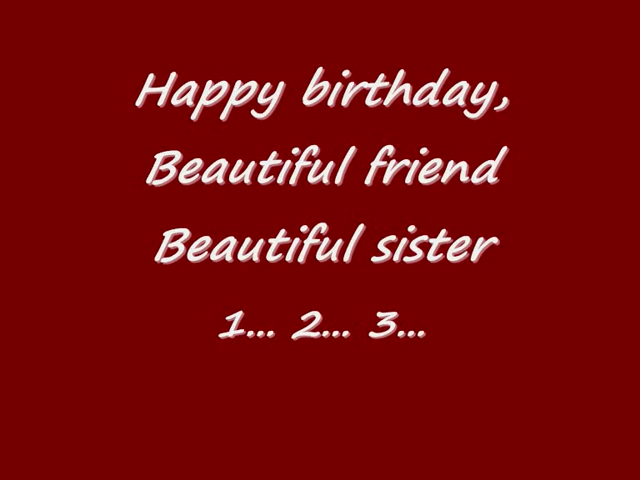 Happy birthday,
Beautiful friend
Beautiful sister
1... 2... 3...